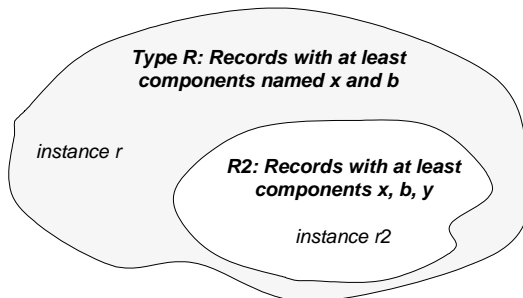 Type R: Records with at least
components named x and b
instance r
R2: Records with at least
components x, b, y
instance r2